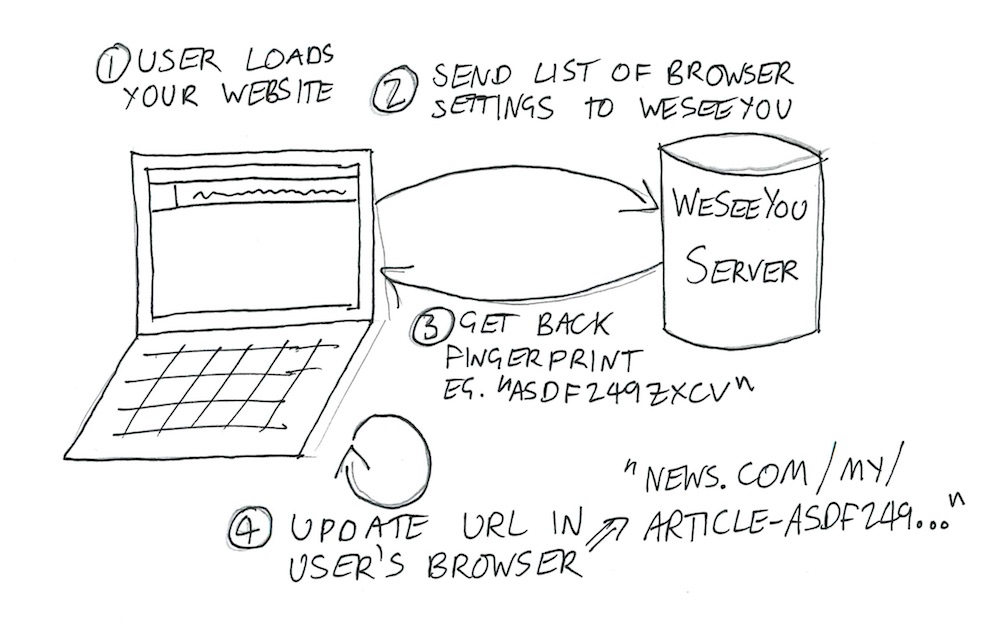 ① USER LOADS
YOUR WEBSITE
② SEND LIST OF BROWSER
SETTINGS TO WESEEYOU
WESEEYOU
SERVER
③ GET BACK
FINGERPRINT
EG. "ASDF249ZXCV"
④ UPDATE URL IN
USER'S BROWSER
"NEWS.COM/MY/
ARTICLE-ASDF249..."